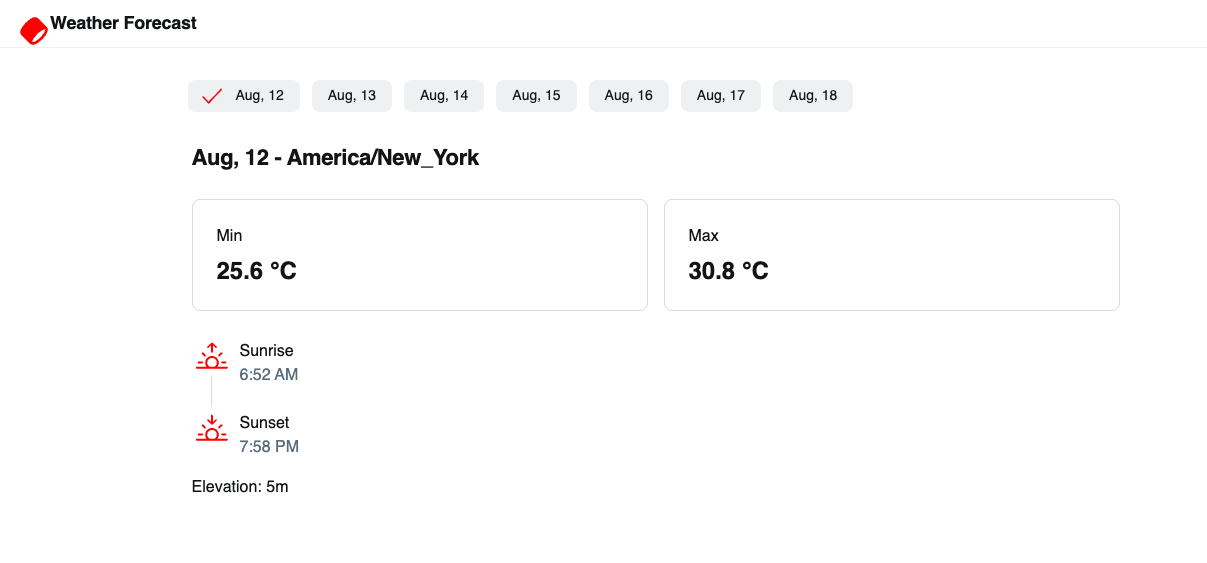 Weather Forecast
Aug, 12 Aug, 13 Aug, 14 Aug, 15 Aug, 16 Aug, 17 Aug, 18
Aug, 12 - America/New_York
Min Max
25.6 °C 30.8 °C
Sunrise
6:52 AM
Sunset
7:58 PM
Elevation: 5m